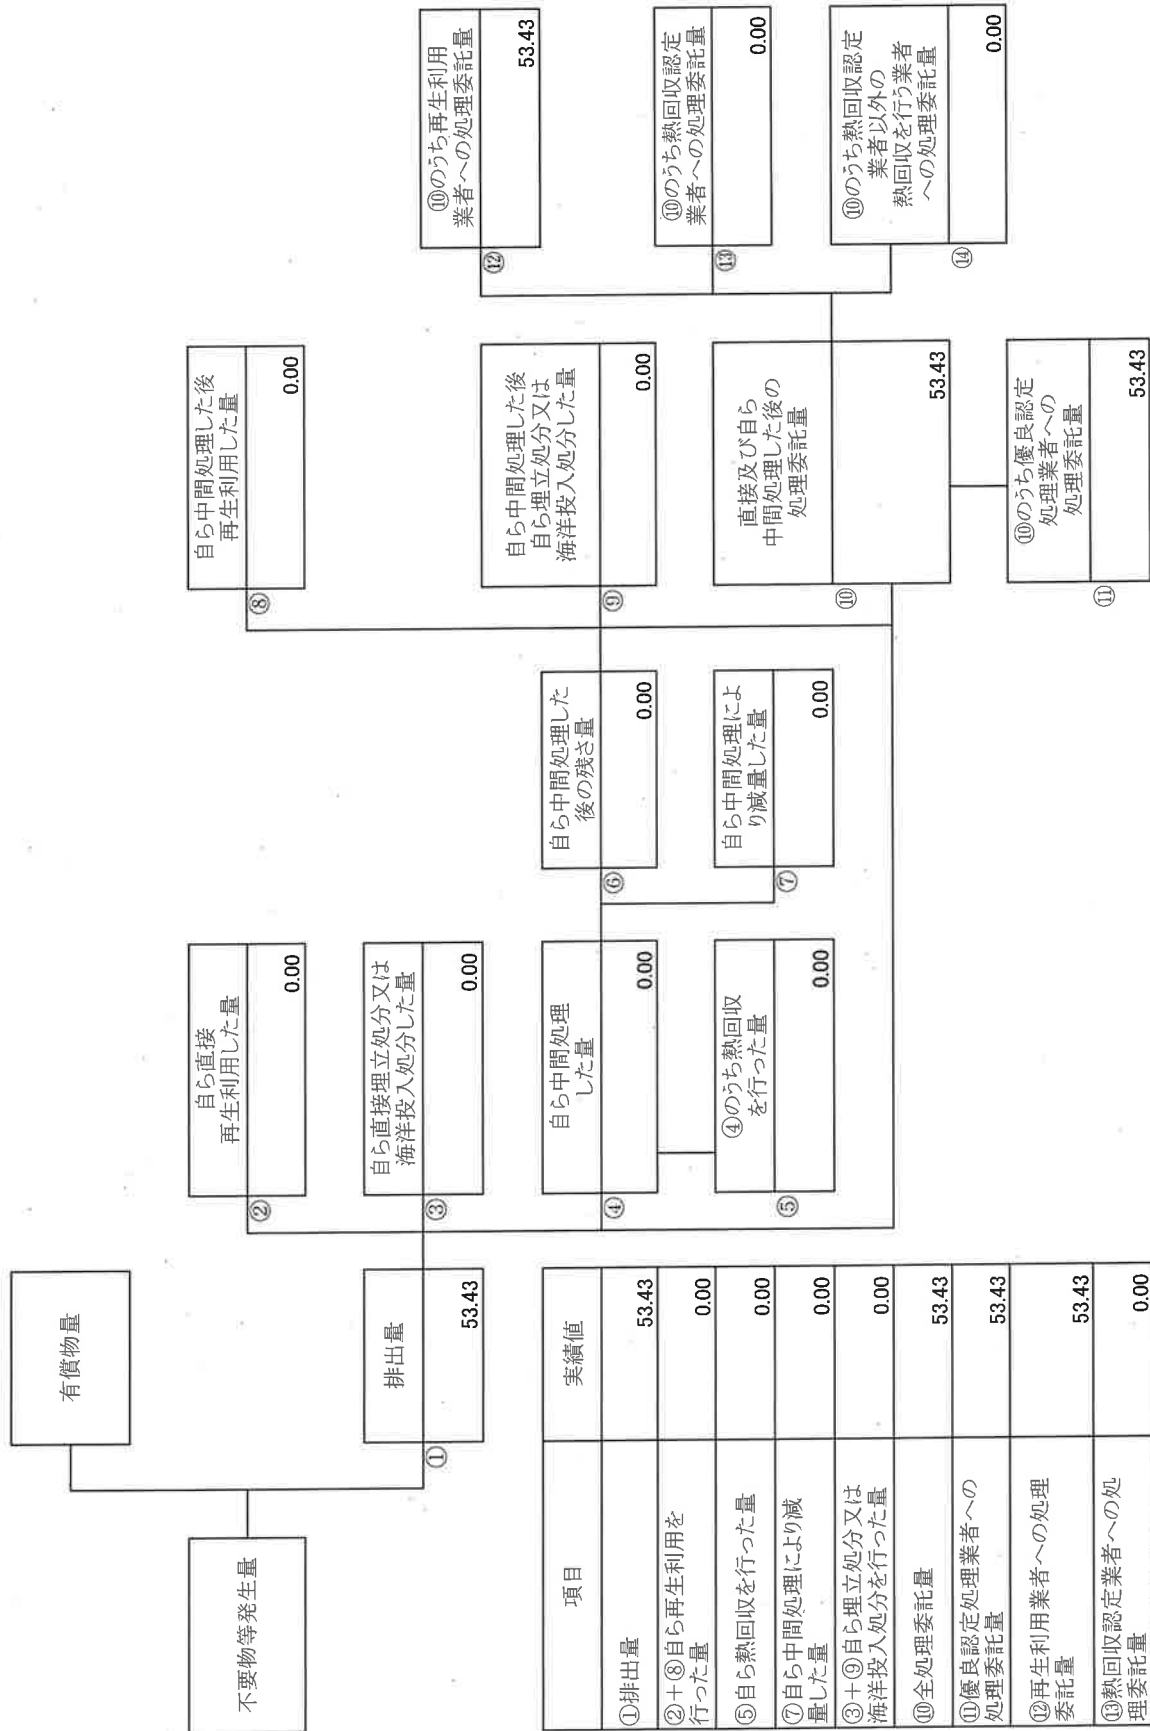 不要物等発生量
有償物量
①
排出量
53.43
②
自ら直接
再生利用した量
0.00
③
自ら直接埋立処分又は
海洋投入処分した量
0.00
④
自ら中間処理
した量
0.00
⑤
④のうち熱回収
を行った量
0.00
⑥
自ら中間処理した
後の残さ量
0.00
⑦
自ら中間処理によ
り減量した量
0.00
⑧
自ら中間処理した後
再生利用した量
0.00
⑨
自ら中間処理した後
自ら埋立処分又は
海洋投入処分した量
0.00
⑩
直接及び自ら
中間処理した後の
処理委託量
53.43
⑪
⑩のうち優良認定
処理業者への
処理委託量
53.43
⑫
⑩のうち再生利用
業者への処理委託量
53.43
⑬
⑩のうち熱回収認定
業者への処理委託量
0.00
⑭
⑩のうち熱回収認定
業者以外の
熱回収を行う業者
への処理委託量
0.00
項目 実績値
①排出量 53.43
②+⑧自ら再生利用を
行った量 0.00
⑤自ら熱回収を行った量 0.00
⑦自ら中間処理により減
量した量 0.00
③+⑨自ら埋立処分又は
海洋投入処分を行った量 0.00
⑩全処理委託量 53.43
⑪優良認定処理業者への
処理委託量 53.43
⑫再生利用業者への処理
委託量 53.43
⑬熱回収認定業者への処
理委託量 0.00